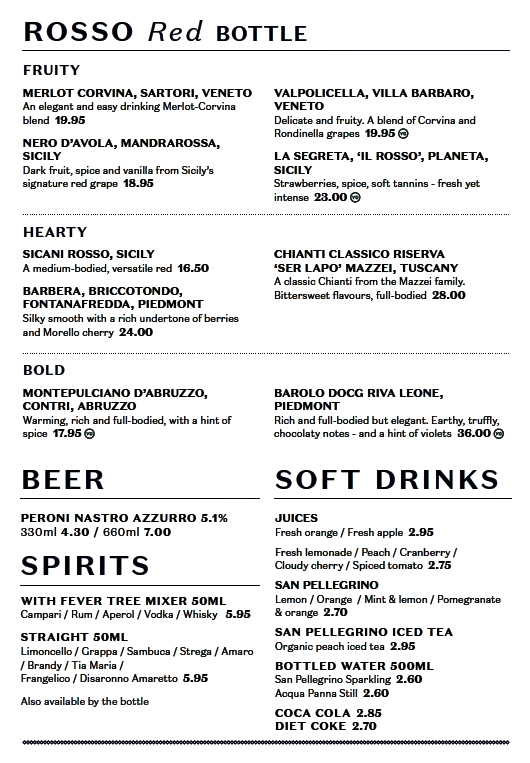 ROSSO Red BOTTLE
FRUITY
MERLOT CORVINA, SARTORI, VENETO
An elegant and easy drinking Merlot-Corvina
blend 19.95
NERO D'AVOLA, MANDRAROSSA,
SICILY
Dark fruit, spice and vanilla from Sicily's
signature red grape 18.95
VALPOLICELLA, VILLA BARBARO,
VENETO
Delicate and fruity. A blend of Corvina and
Rondinella grapes 19.95 VG
LA SEGRETA, 'IL ROSSO', PLANETA,
SICILY
Strawberries, spice, soft tannins - fresh yet
intense 23.00 VG
HEARTY
SICANI ROSSO, SICILY
A medium-bodied, versatile red 16.50
BARBERA, BRICCOTONDO,
FONTANAFREDDA, PIEDMONT
Silky smooth with a rich undertone of berries
and Morello cherry 24.00
CHIANTI CLASSICO RISERVA
'SER LAPO' MAZZEI, TUSCANY
A classic Chianti from the Mazzei family.
Bittersweet flavours, full-bodied 28.00
BOLD
MONTEPULCIANO D'ABRUZZO,
CONTRI, ABRUZZO
Warming, rich and full-bodied, with a hint of
spice 17.95 VG
BAROLO DOCG RIVA LEONE,
PIEDMONT
Rich and full-bodied but elegant. Earthy, truffly,
chocolaty notes - and a hint of violets 36.00 VG
BEER
PERONI NASTRO AZZURRO 5.1%
330ml 4.30 / 660ml 7.00
SPIRITS
WITH FEVER TREE MIXER 50ML
Campari / Rum / Aperol / Vodka / Whisky 5.95
STRAIGHT 50ML
Limoncello / Grappa / Sambuca / Strega / Amaro
/ Brandy / Tia Maria /
Frangelico / Disaronno Amaretto 5.95
Also available by the bottle
SOFT DRINKS
JUICES
Fresh orange / Fresh apple 2.95
Fresh lemonade / Peach / Cranberry /
Cloudy cherry / Spiced tomato 2.75
SAN PELLEGRINO
Lemon / Orange / Mint & lemon / Pomegranate
& orange 2.70
SAN PELLEGRINO ICED TEA
Organic peach iced tea 2.95
BOTTLED WATER 500ML
San Pellegrino Sparkling 2.60
Acqua Panna Still 2.60
COCA COLA 2.85
DIET COKE 2.70